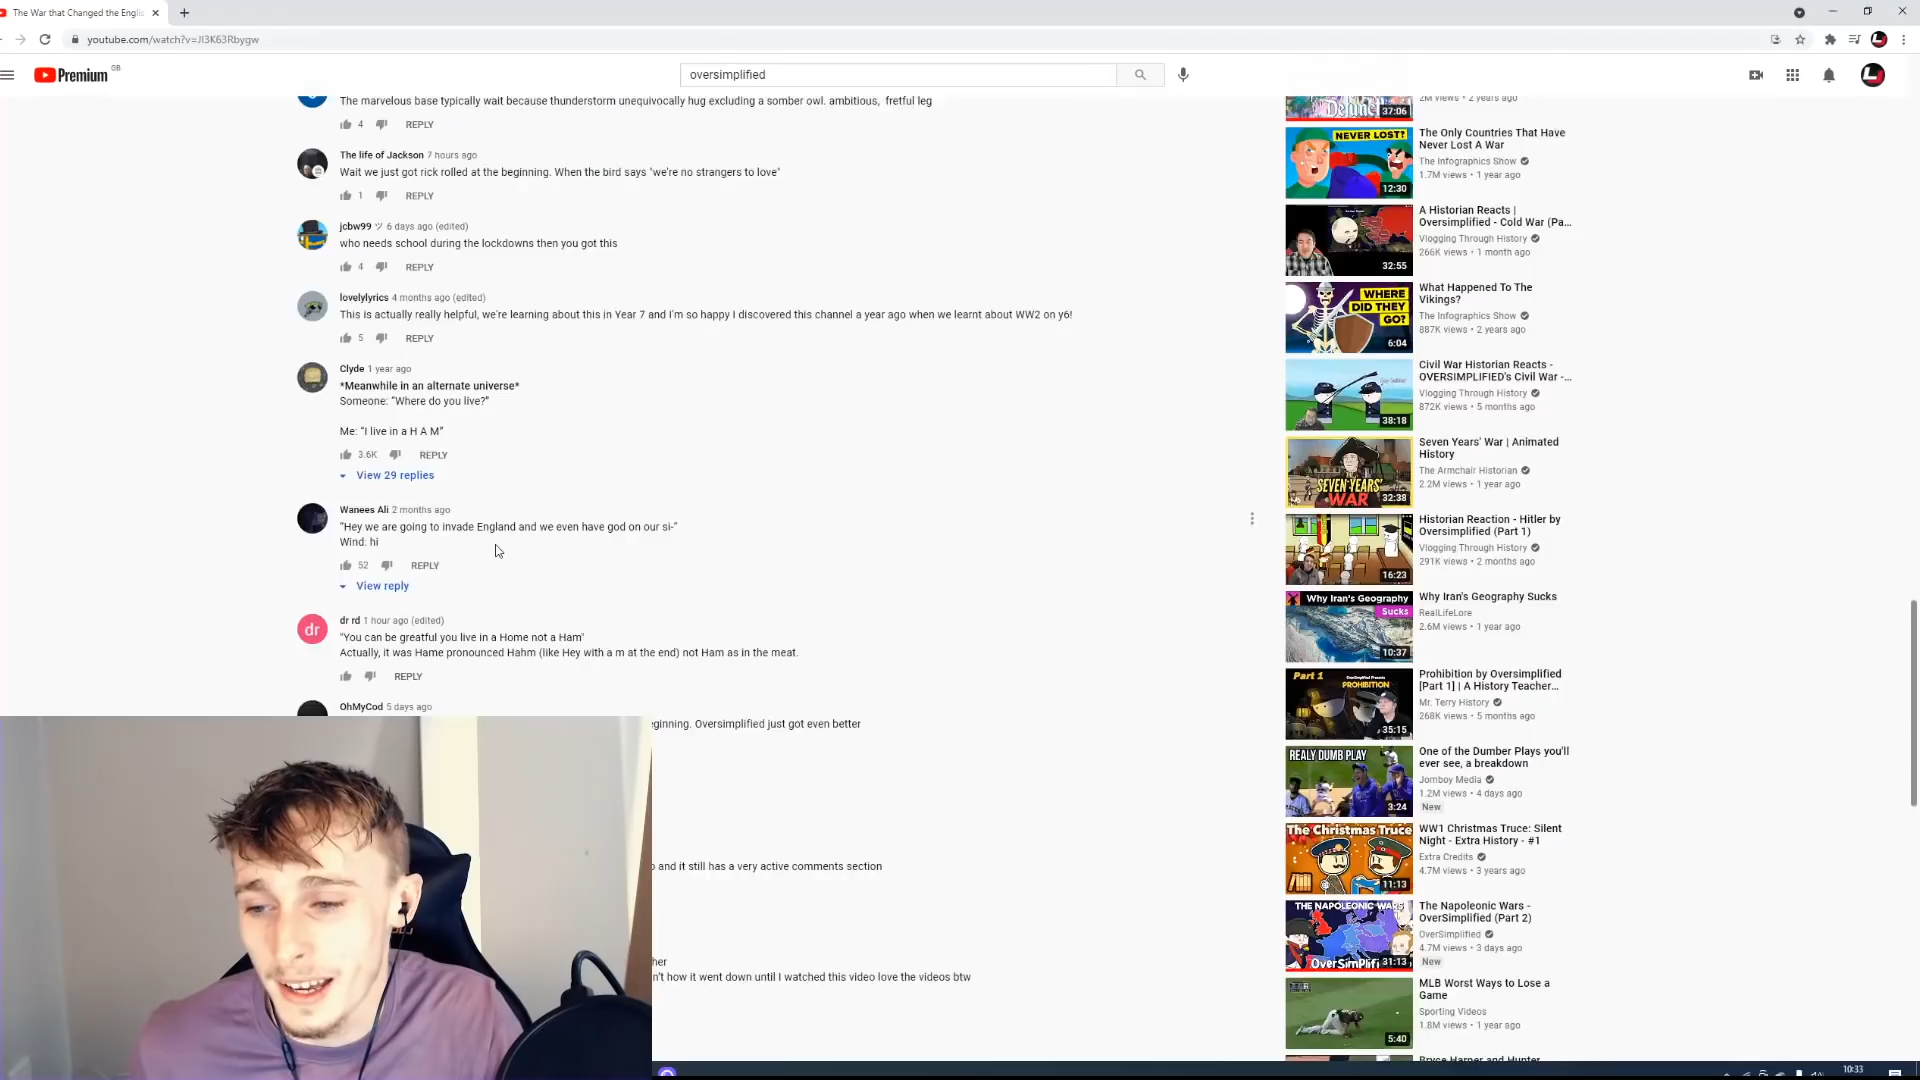 The War that Changed the Englis
youtube.com/watch?v=Jl3K63Rbygw
Premium GB
oversimplified
The marvelous base typically wait because thunderstorm unequivocally hug excluding a somber owl. ambitious, fretful leg
4 REPLY
The life of Jackson 7 hours ago
Wait we just got rick rolled at the beginning. When the bird says "we're no strangers to love"
1 REPLY
jcbw99 ツ 6 days ago (edited)
who needs school during the lockdowns then you got this
4 REPLY
lovelylyrics 4 months ago (edited)
This is actually really helpful, we're learning about this in Year 7 and I'm so happy I discovered this channel a year ago when we learnt about WW2 on y6!
5 REPLY
Clyde 1 year ago
*Meanwhile in an alternate universe*
Someone: "Where do you live?"
Me: "I live in a H A M"
3.6K REPLY
View 29 replies
Wanees Ali 2 months ago
"Hey we are going to invade England and we even have god on our si-"
Wind: hi
52 REPLY
View reply
dr
dr rd 1 hour ago (edited)
"You can be greatful you live in a Home not a Ham"
Actually, it was Hame pronounced Hahm (like Hey with a m at the end) not Ham as in the meat.
REPLY
OhMyCod 5 days ago
eginning. Oversimplified just got even better
o and it still has a very active comments section
her
n't how it went down until I watched this video love the videos btw
37:06
2M views • 2 years ago
NEVER LOST?
12:30
The Only Countries That Have
Never Lost A War
The Infographics Show
1.7M views • 1 year ago
32:55
A Historian Reacts |
Oversimplified - Cold War (Pa...
Vlogging Through History
266K views • 1 month ago
WHERE
DID THEY
GO?
6:04
What Happened To The
Vikings?
The Infographics Show
887K views • 2 years ago
38:18
Civil War Historian Reacts -
OVERSIMPLIFIED's Civil War -...
Vlogging Through History
872K views • 5 months ago
SEVEN YEARS'
WAR
32:38
Seven Years' War | Animated
History
The Armchair Historian
2.2M views • 1 year ago
16:23
Historian Reaction - Hitler by
Oversimplified (Part 1)
Vlogging Through History
291K views • 2 months ago
Why Iran's Geography
Sucks
10:37
Why Iran's Geography Sucks
RealLifeLore
2.6M views • 1 year ago
Part 1
PROHIBITION
35:15
Prohibition by Oversimplified
[Part 1] | A History Teacher...
Mr. Terry History
268K views • 5 months ago
REALY DUMB PLAY
3:24
One of the Dumber Plays you'll
ever see, a breakdown
Jomboy Media
1.2M views • 4 days ago
New
The Christmas Truce
11:13
WW1 Christmas Truce: Silent
Night - Extra History - #1
Extra Credits
4.7M views • 3 years ago
THE NAPOLEONIC WARS
OverSimplifi
31:13
The Napoleonic Wars -
OverSimplified (Part 2)
OverSimplified
4.7M views • 3 days ago
New
5:40
MLB Worst Ways to Lose a
Game
Sporting Videos
1.8M views • 1 year ago
Bryce Harper and Hunter
10:33